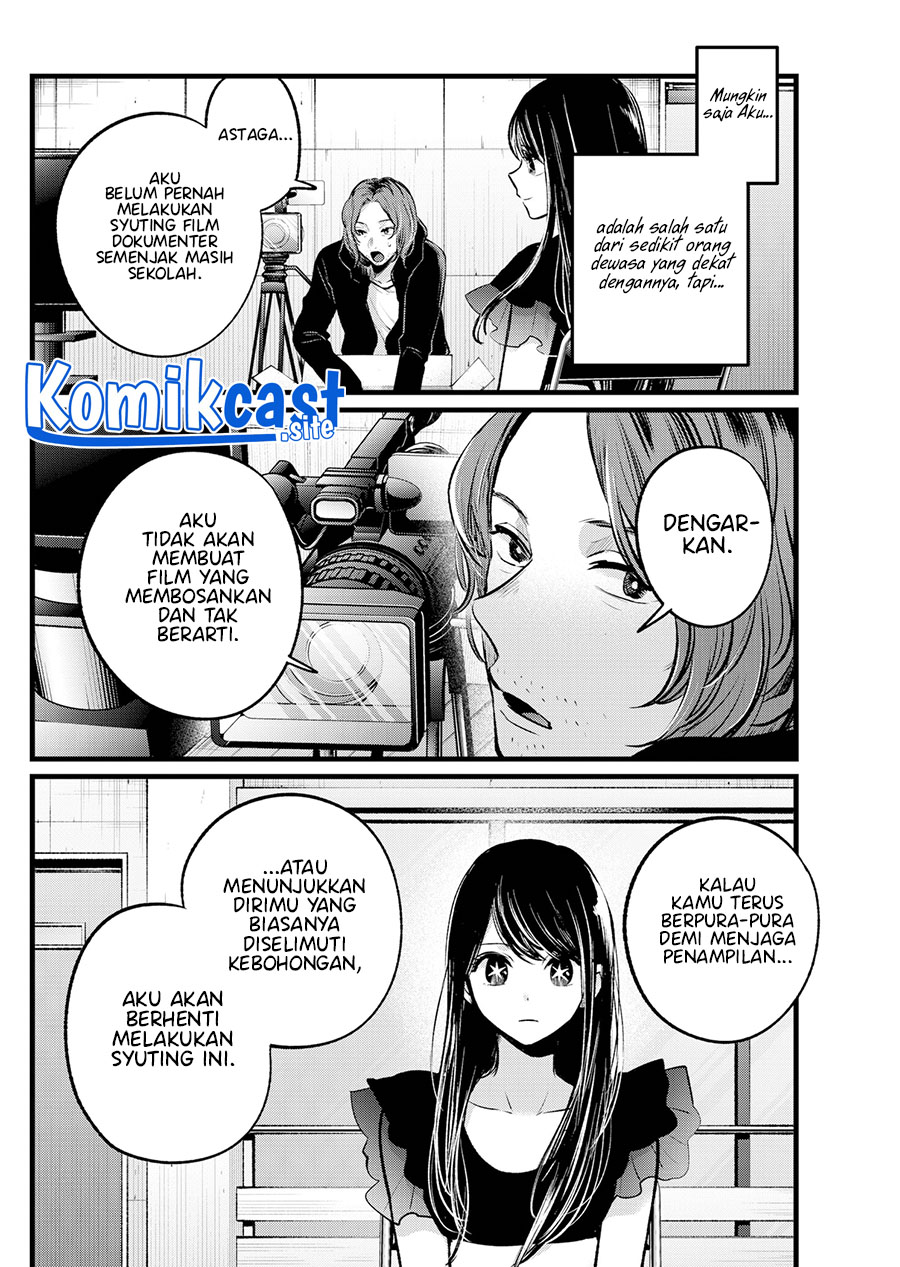 Mungkin
saja Aku...
adalah salah satu
dari sedikit orang
dewasa yang dekat
dengannya, tapi...
ASTAGA...
AKU
BELUM PERNAH
MELAKUKAN
SYUTING FILM
DOKUMENTER
SEMENJAK MASIH
SEKOLAH.
Komikcast
.site
DENGAR-
KAN.
AKU
TIDAK AKAN
MEMBUAT
FILM YANG
MEMBOSANKAN
DAN TAK
BERARTI.
KALAU
KAMU TERUS
BERPURA-PURA
DEMI MENJAGA
PENAMPILAN...
...ATAU
MENUNJUKKAN
DIRIMU YANG
BIASANYA
DISELIMUTI
KEBOHONGAN,
AKU AKAN
BERHENTI
MELAKUKAN
SYUTING INI.